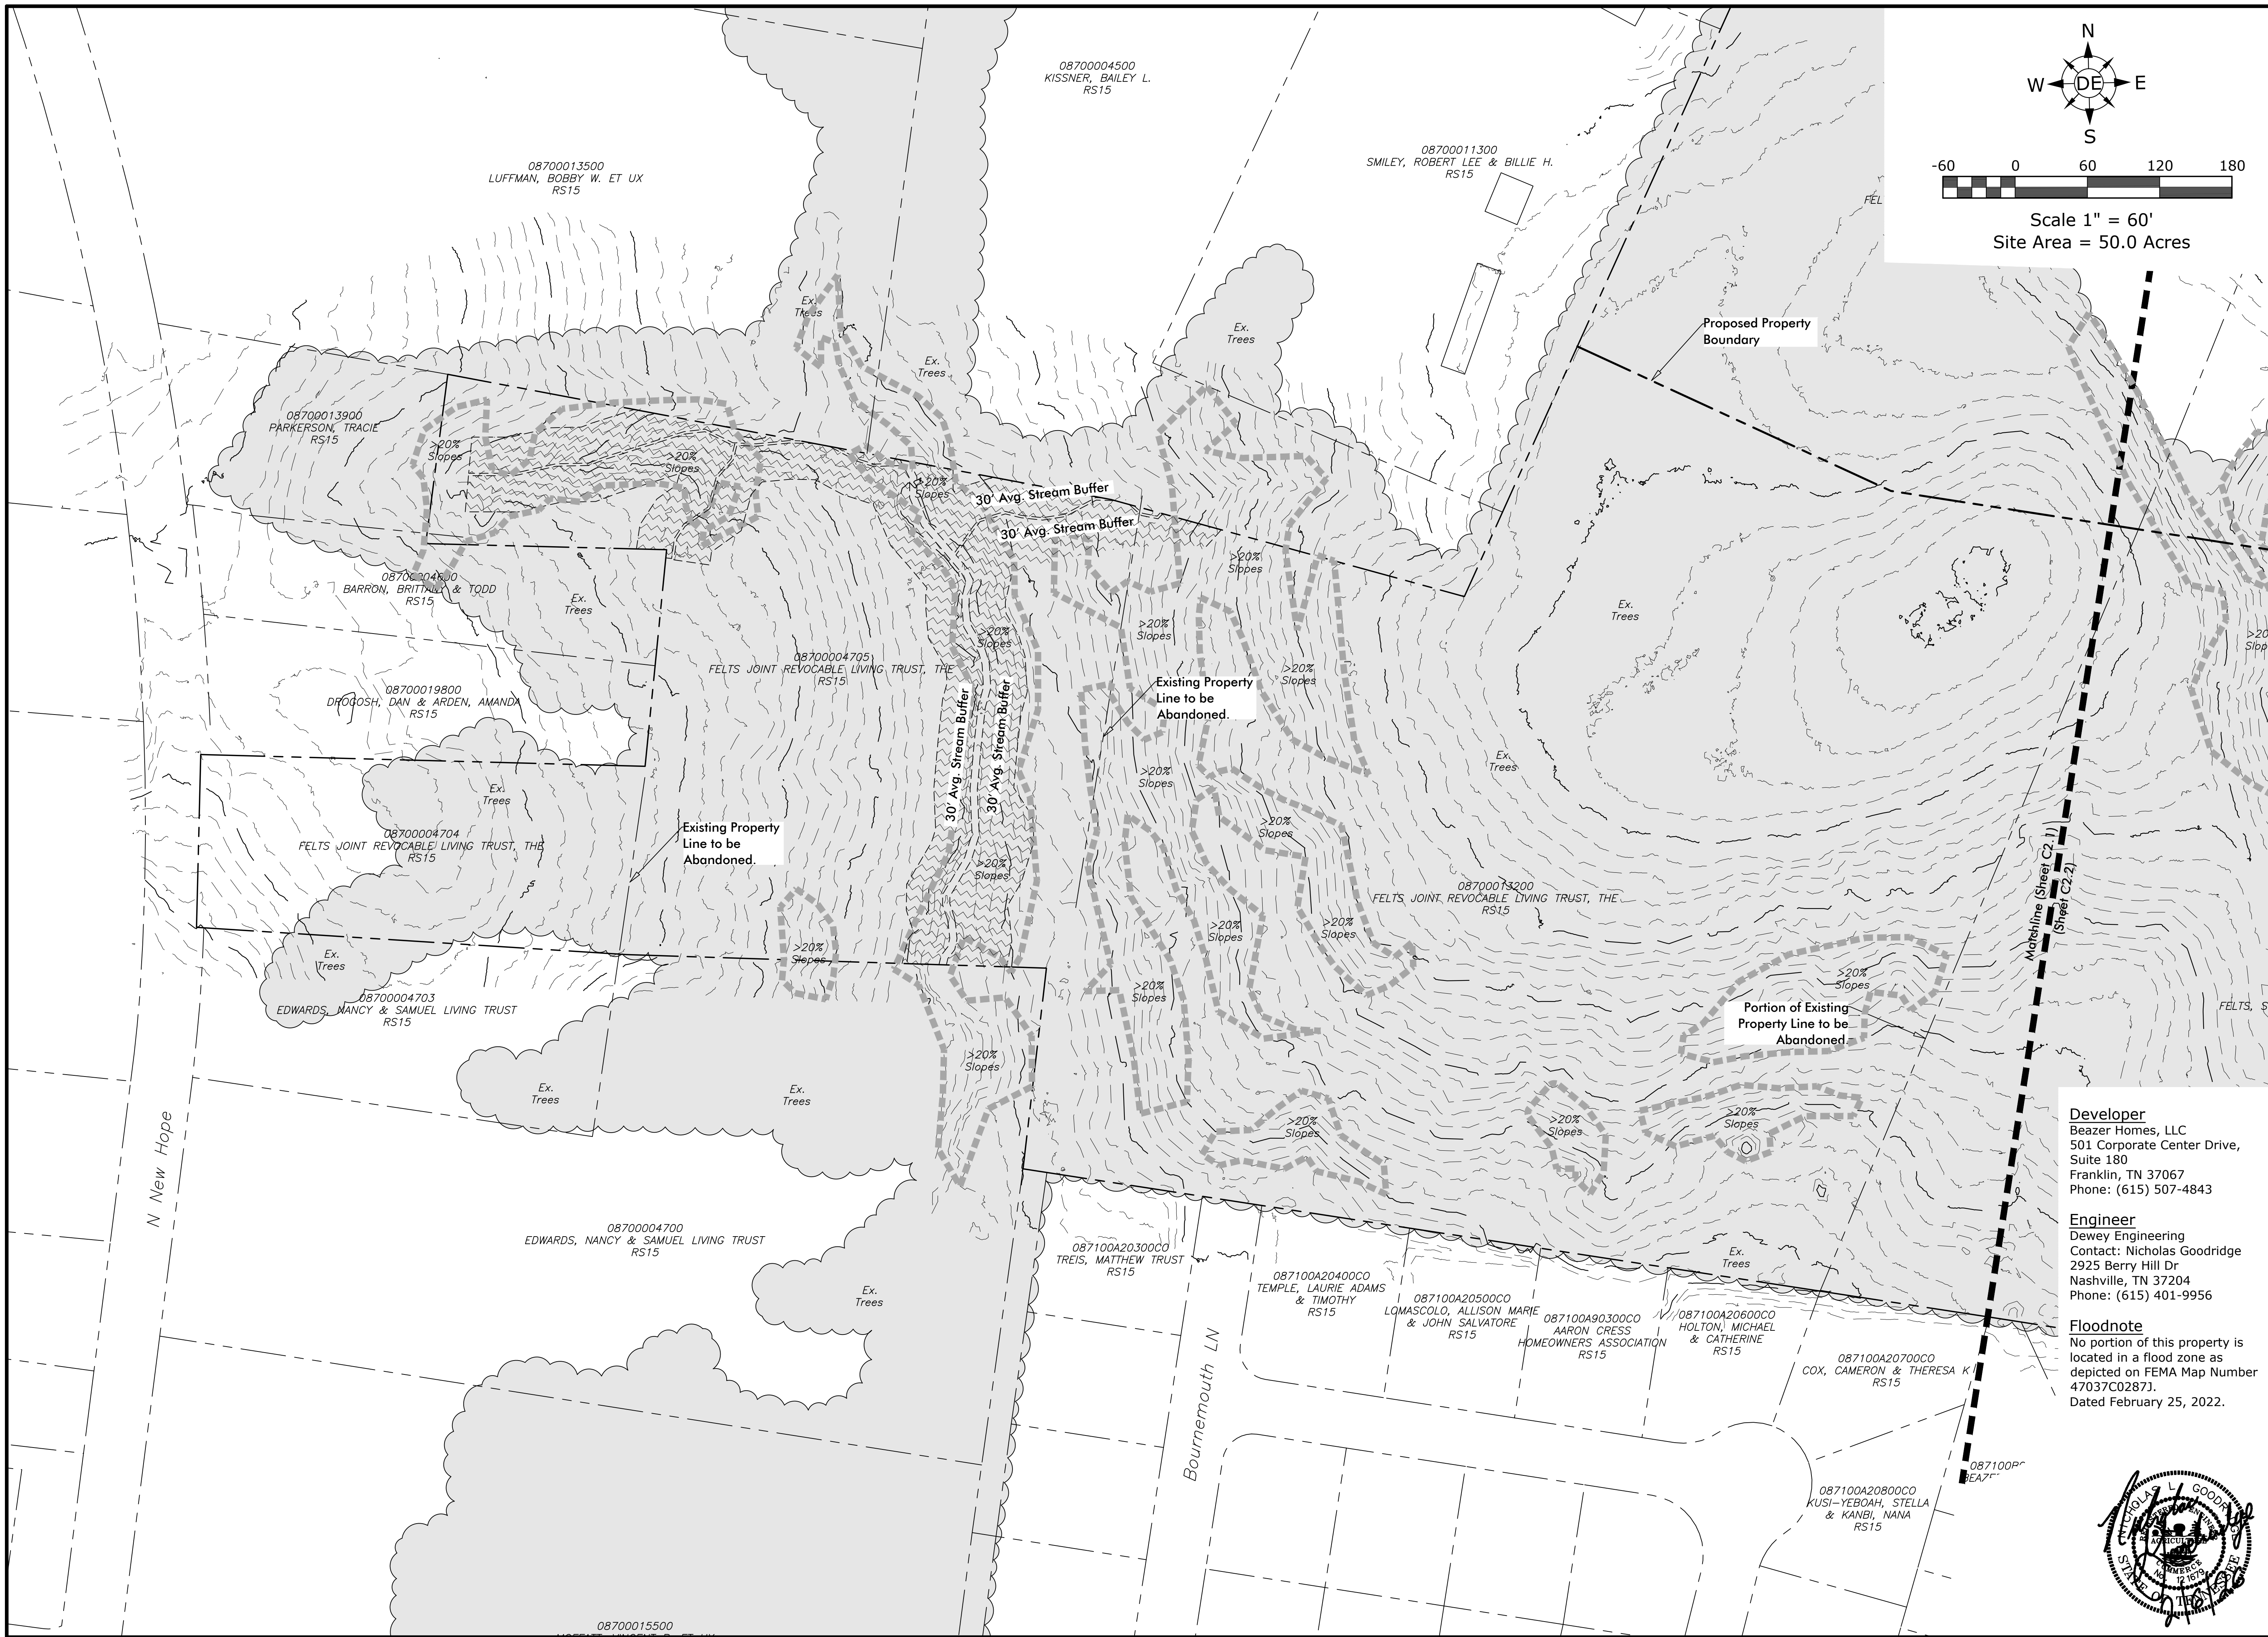 N
W
DE
E
S
-60 0 60 120 180
Scale 1" = 60'
Site Area = 50.0 Acres
08700004500
KISSNER, BAILEY L.
RS15
08700011300
SMILEY, ROBERT LEE & BILLIE H.
RS15
08700013500
LUFFMAN, BOBBY W. ET UX
RS15
FEL
Ex.
Trees
Ex.
Trees
Ex.
Trees
Proposed Property
Boundary
08700013900
PARKERSON, TRACIE
RS15
>20%
Slopes
>20%
Slopes
>20%
Slopes
30' Avg. Stream Buffer
30' Avg. Stream Buffer
>20%
Slopes
BARRON, BRITTANY & TODD
RS15
Ex.
Trees
Ex.
Trees
>20%
Slopes
>20%
Slopes
>20
Slop
08700004705
FELTS JOINT REVOCABLE LIVING TRUST, THE
RS15
>20%
Slopes
08700019800
DROGOSH, DAN & ARDEN, AMANDA
RS15
Existing Property
Line to be
Abandoned.
30' Avg. Stream Buffer
30' Avg. Stream Buffer
>20%
Slopes
Ex.
Trees
Ex.
Trees
08700004704
FELTS JOINT REVOCABLE LIVING TRUST, THE
RS15
Existing Property
Line to be
Abandoned.
>20%
Slopes
>20%
Slopes
08700013200
FELTS JOINT REVOCABLE LIVING TRUST, THE
RS15
Matchline (Sheet C2.1)
(Sheet C2.2)
>20%
Slopes
>20%
Slopes
>20%
Slopes
Ex.
Trees
>20%
Slopes
>20%
Slopes
08700004703
EDWARDS, NANCY & SAMUEL LIVING TRUST
RS15
Portion of Existing
Property Line to be
Abandoned
FELTS, S
>20%
Slopes
Ex.
Trees
Ex.
Trees
>20%
Slopes
>20%
Slopes
>20%
Slopes
N New Hope
08700004700
EDWARDS, NANCY & SAMUEL LIVING TRUST
RS15
087100A20300CO
TREIS, MATTHEW TRUST
RS15
Ex.
Trees
Ex.
Trees
087100A20400CO
TEMPLE, LAURIE ADAMS
& TIMOTHY
RS15
087100A20500CO
LOMASCOLO, ALLISON MARIE
& JOHN SALVATORE
RS15
087100A90300CO
AARON CRESS
HOMEOWNERS ASSOCIATION
RS15
087100A20600CO
HOLTON, MICHAEL
& CATHERINE
RS15
087100A20700CO
COX, CAMERON & THERESA K
RS15
Bournemouth LN
087100A20800CO
KUSI-YEBOAH, STELLA
& KANBI, NANA
RS15
08700015500
Developer
Beazer Homes, LLC
501 Corporate Center Drive,
Suite 180
Franklin, TN 37067
Phone: (615) 507-4843
Engineer
Dewey Engineering
Contact: Nicholas Goodridge
2925 Berry Hill Dr
Nashville, TN 37204
Phone: (615) 401-9956
Floodnote
No portion of this property is
located in a flood zone as
depicted on FEMA Map Number
47037C0287J.
Dated February 25, 2022.
NICHOLAS L. GOODRIDGE
REGISTERED ENGINEER
AGRICULTURE
COMMERCE
STATE OF TENNESSEE